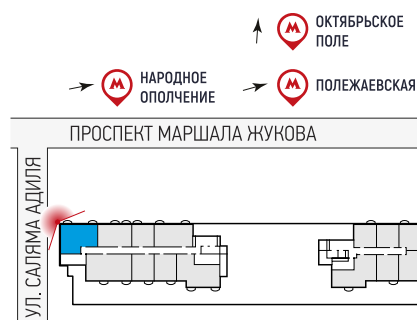 ОКТЯБРЬСКОЕ
ПОЛЕ
НАРОДНОЕ
ОПОЛЧЕНИЕ
ПОЛЕЖАЕВСКАЯ
ПРОСПЕКТ МАРШАЛА ЖУКОВА
УЛ. САЛЯМА АДИЛЯ